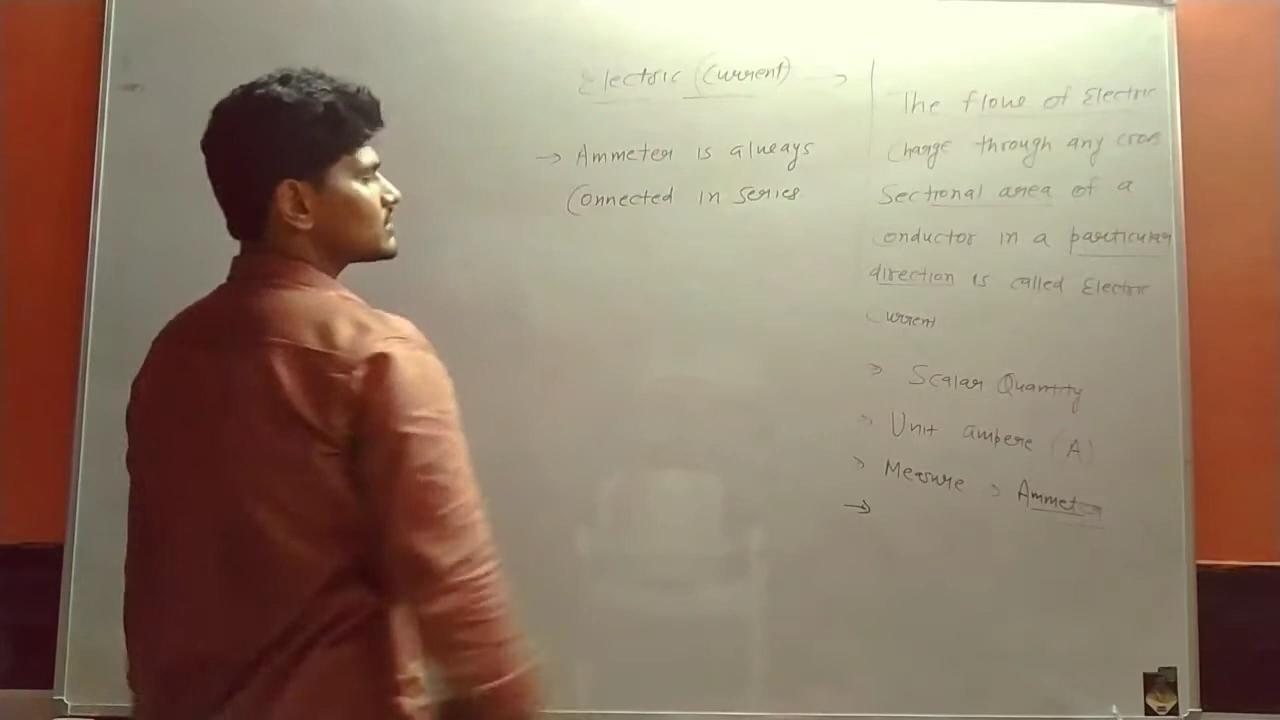 Electric (Current) →
→ Ammeter is always
Connected in series
The flowe of Electric
charge through any cross
Sectional area of a
conductor in a particular
direction is called Electric
Current
→ Scalar Quantity
→ Unit ampere (A)
→ Measure → Ammeter
→